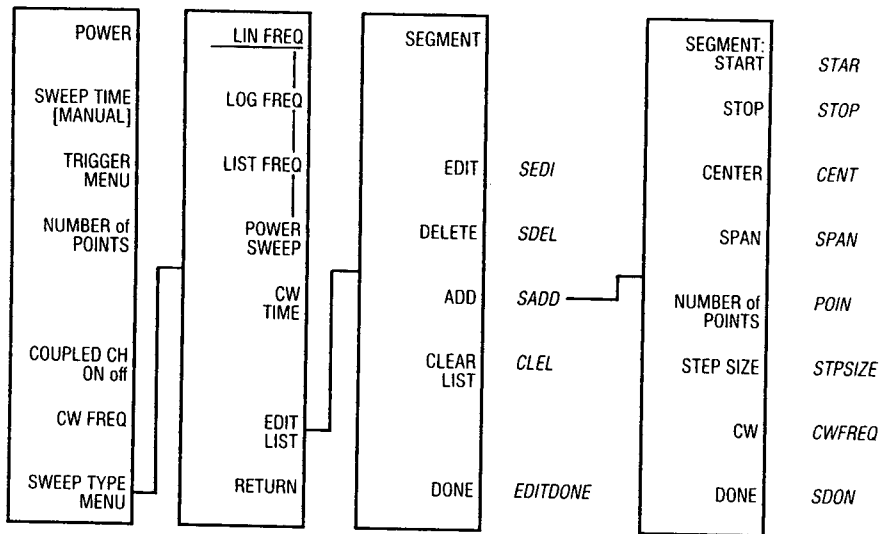 POWER
SWEEP TIME
[MANUAL]
TRIGGER
MENU
NUMBER of
POINTS
COUPLED CH
ON off
CW FREQ
SWEEP TYPE
MENU
LIN FREQ
LOG FREQ
LIST FREQ
POWER
SWEEP
CW
TIME
EDIT
LIST
RETURN
SEGMENT
EDIT SEDI
DELETE SDEL
ADD SADD
CLEAR CLEL
LIST
DONE EDITDONE
SEGMENT:
START STAR
STOP STOP
CENTER CENT
SPAN SPAN
NUMBER of POIN
POINTS
STEP SIZE STPSIZE
CW CWFREQ
DONE SDON